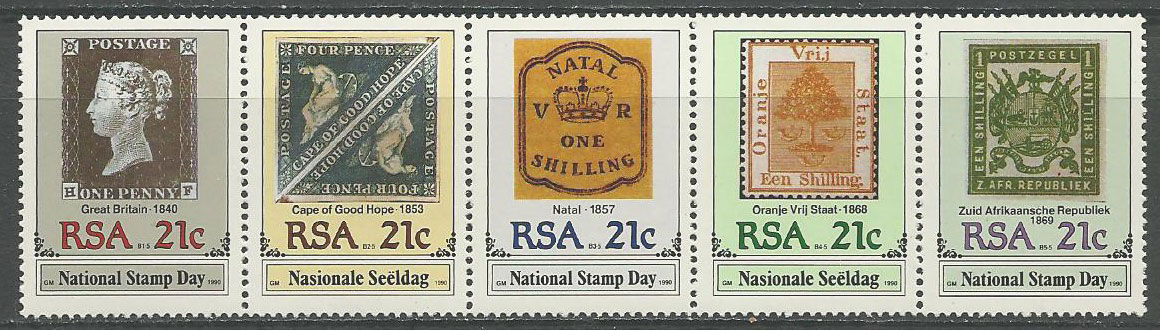 POSTAGE
H ONE PENNY F
Great Britain · 1840
RSA B1·5 21c
GM National Stamp Day 1990
FOUR PENCE
POSTAGE
CAPE·OF·GOOD·HOPE
CAPE·OF·GOOD·HOPE
POSTAGE
FOUR PENCE
Cape of Good Hope · 1853
RSA B2·5 21c
GM Nasionale Seëldag 1990
NATAL
V R
ONE
SHILLING
Natal · 1857
RSA B3·5 21c
GM National Stamp Day 1990
Vrij
Oranje
Staat.
Een Shilling.
Oranje Vrij Staat · 1868
RSA B4·5 21c
GM Nasionale Seëldag 1990
1 POSTZEGEL 1
EEN SHILLING
EEN SHILLING
Z. AFR. REPUBLIEK
Zuid Afrikaansche Republiek
1869
RSA B5·5 21c
GM National Stamp Day 1990